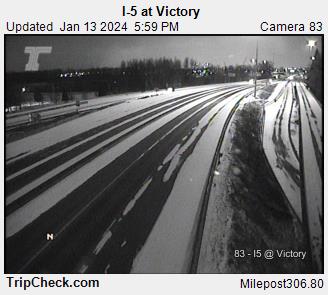 I-5 at Victory
Updated Jan 13 2024 5:59 PM Camera 83
N
83 - I5 @ Victory
TripCheck.com Milepost306.80